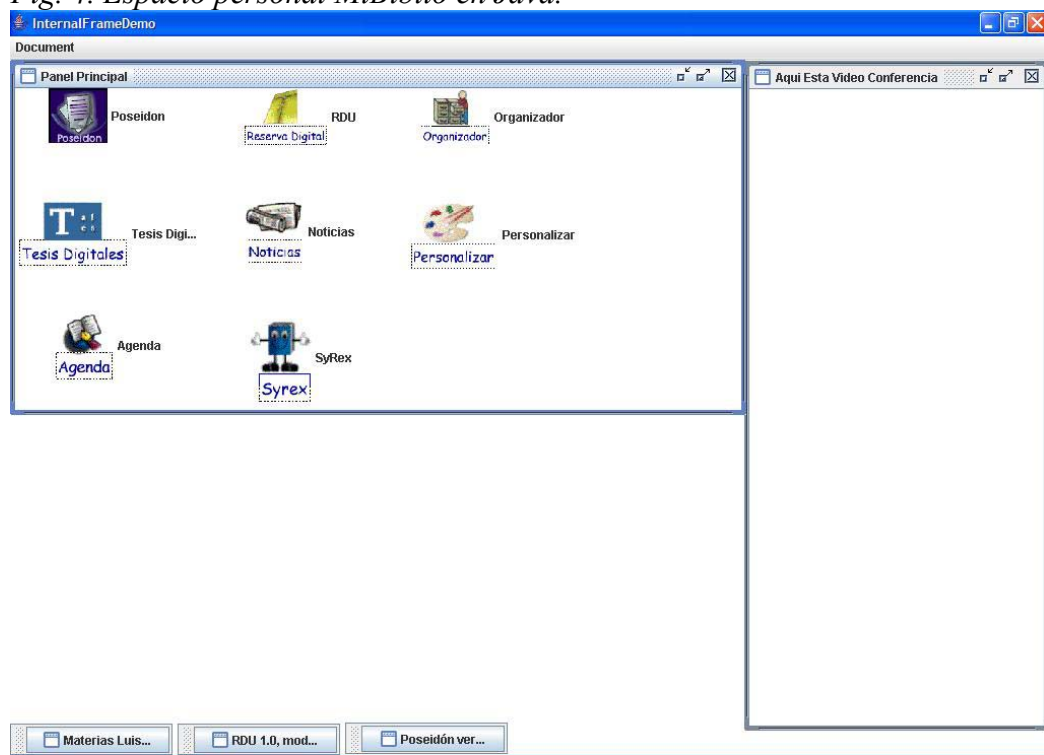 Fig. 4. Espacio personal MiBiblio en Java.
InternalFrameDemo
Document
Panel Principal
Aqui Esta Video Conferencia
Poseidon
Poseidon
RDU
Reserva Digital
Organizador
Organizador
Tesis Digi...
Tesis Digitales
Noticias
Noticias
Personalizar
Personalizar
Agenda
Agenda
SyRex
Syrex
Materias Luis...
RDU 1.0, mod...
Poseidón ver...